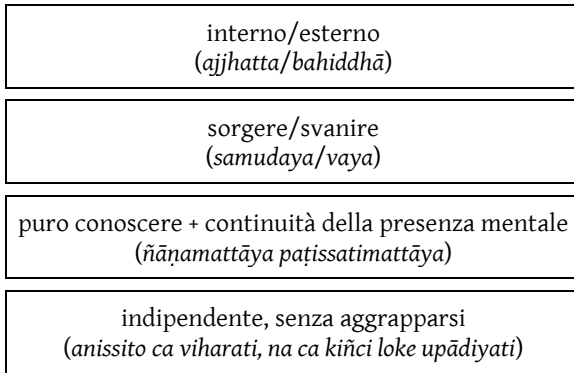 interno/esterno
(ajjhatta/bahiddhā)
sorgere/svanire
(samudaya/vaya)
puro conoscere + continuità della presenza mentale
(ñāṇamattāya paṭissatimattāya)
indipendente, senza aggrapparsi
(anissito ca viharati, na ca kiñci loke upādiyati)